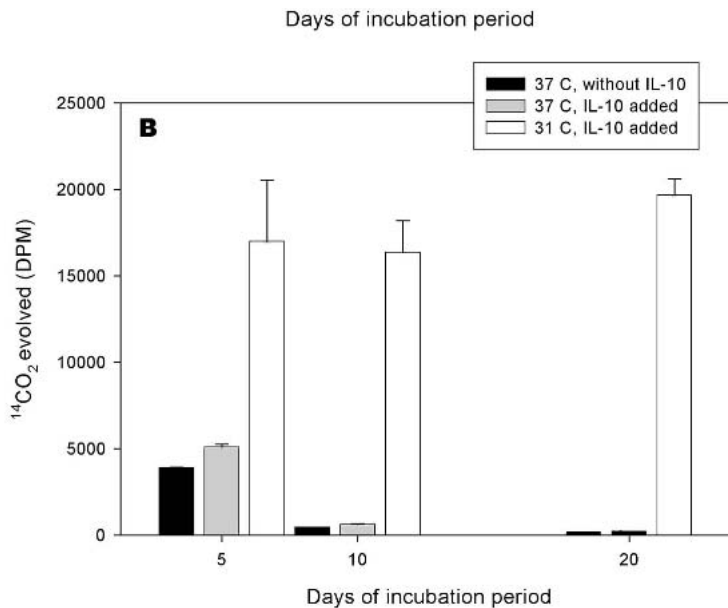 Days of incubation period
37 C, without IL-10
37 C, IL-10 added
31 C, IL-10 added
B
25000
20000
15000
10000
5000
0
¹⁴CO₂ evolved (DPM)
5 10 20
Days of incubation period